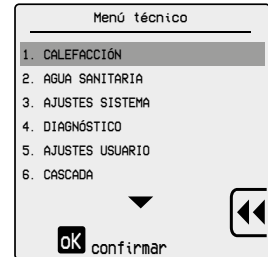 Menú técnico
1. CALEFACCIÓN
2. AGUA SANITARIA
3. AJUSTES SISTEMA
4. DIAGNÓSTICO
5. AJUSTES USUARIO
6. CASCADA
OK confirmar